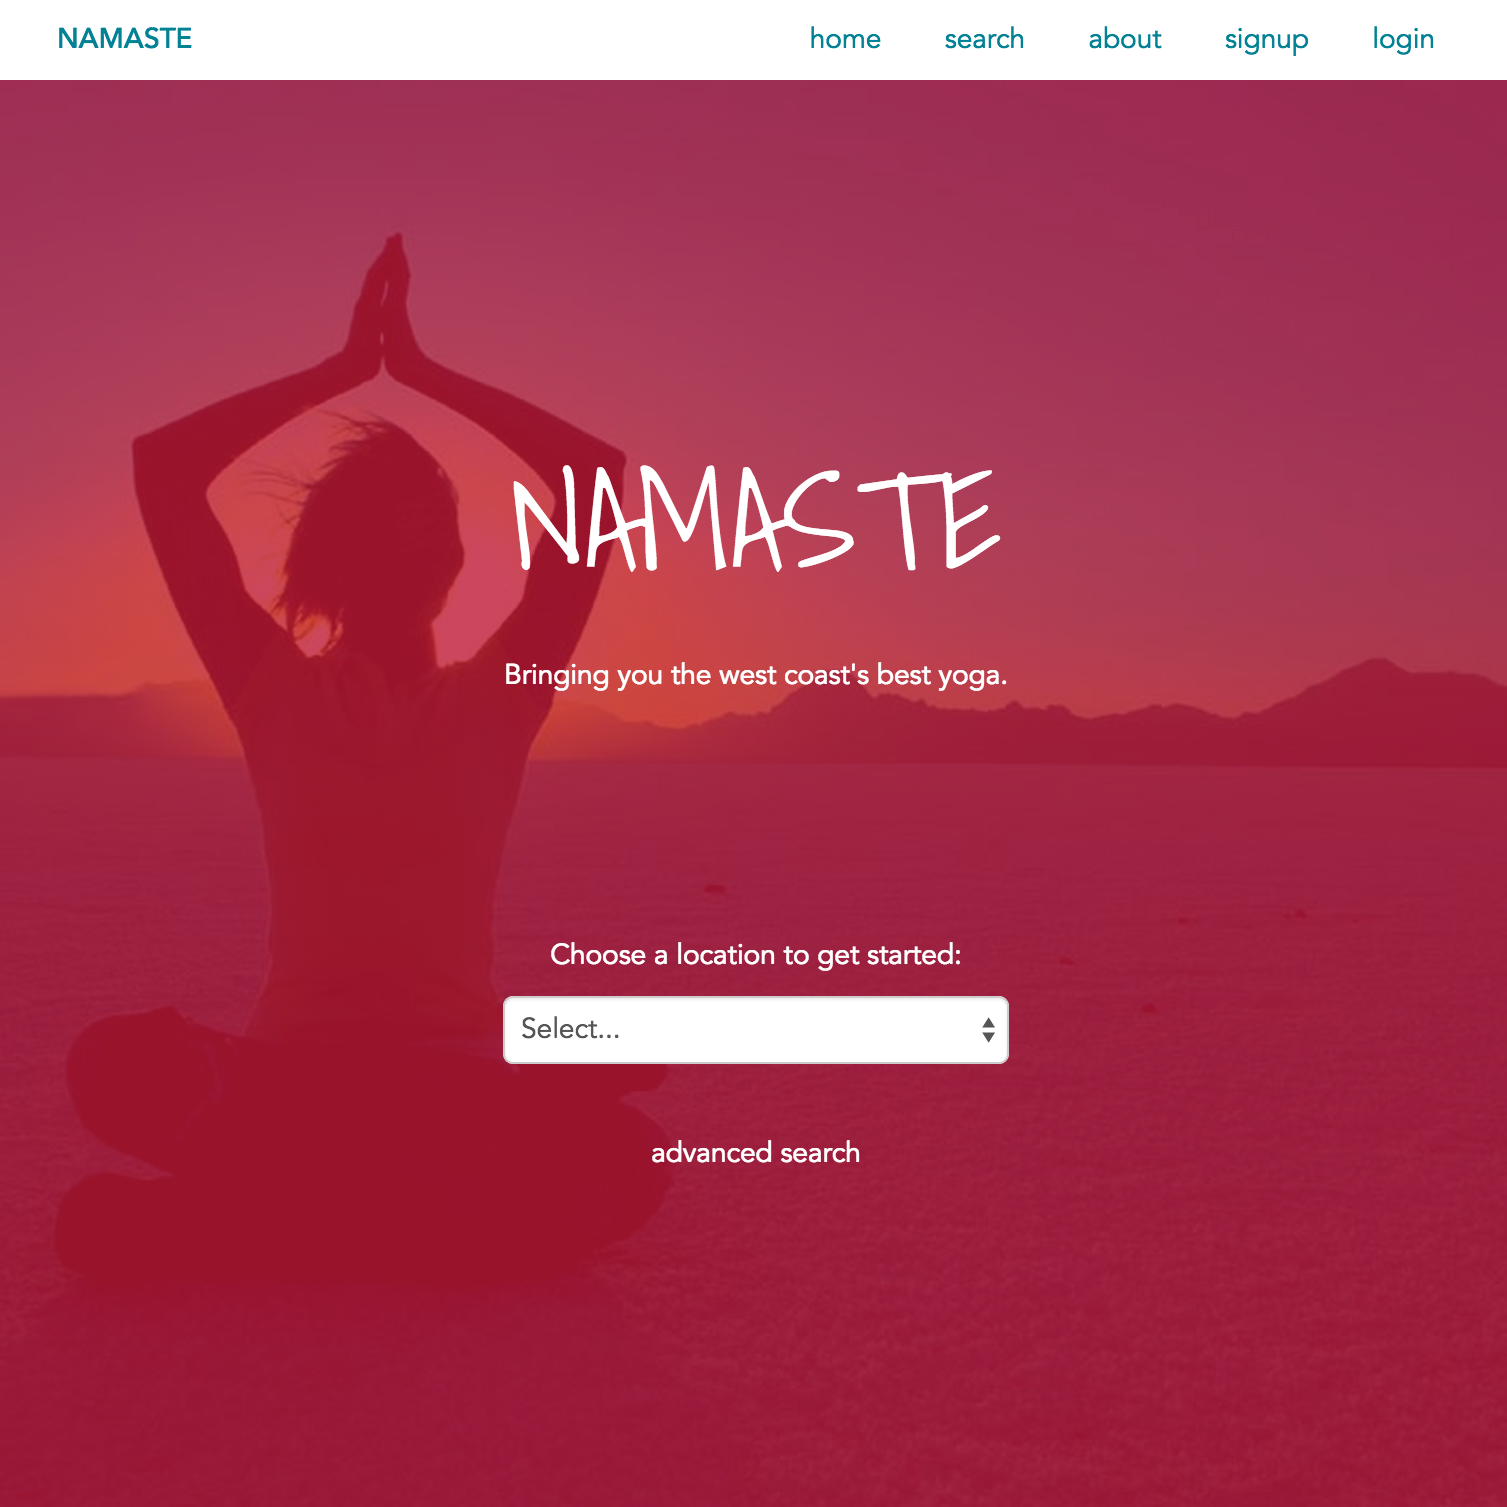 NAMASTE
home
search
about
signup
login
NAMASTE
Bringing you the west coast's best yoga.
Choose a location to get started:
Select...
advanced search